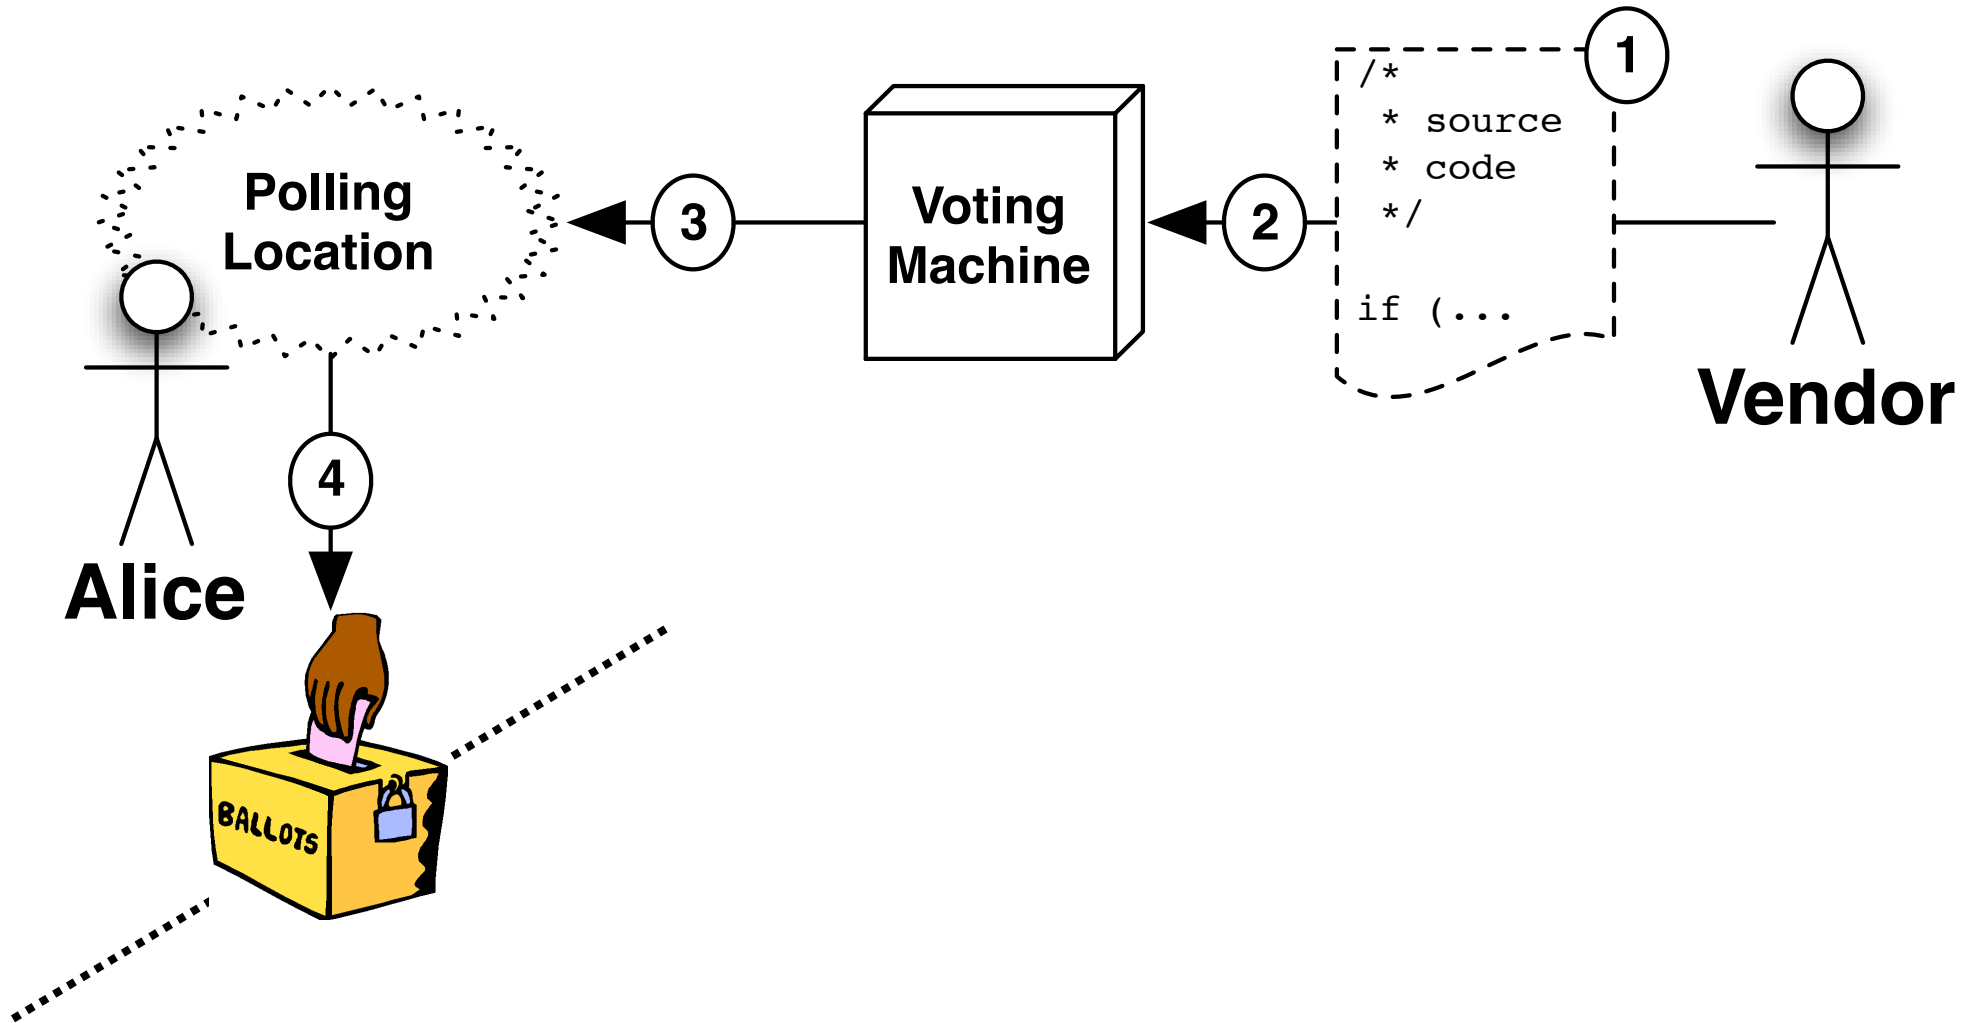 Polling
Location
3
Voting
Machine
2
/*
 * source
 * code
 */
if (...
1
Vendor
Alice
4
BALLOTS